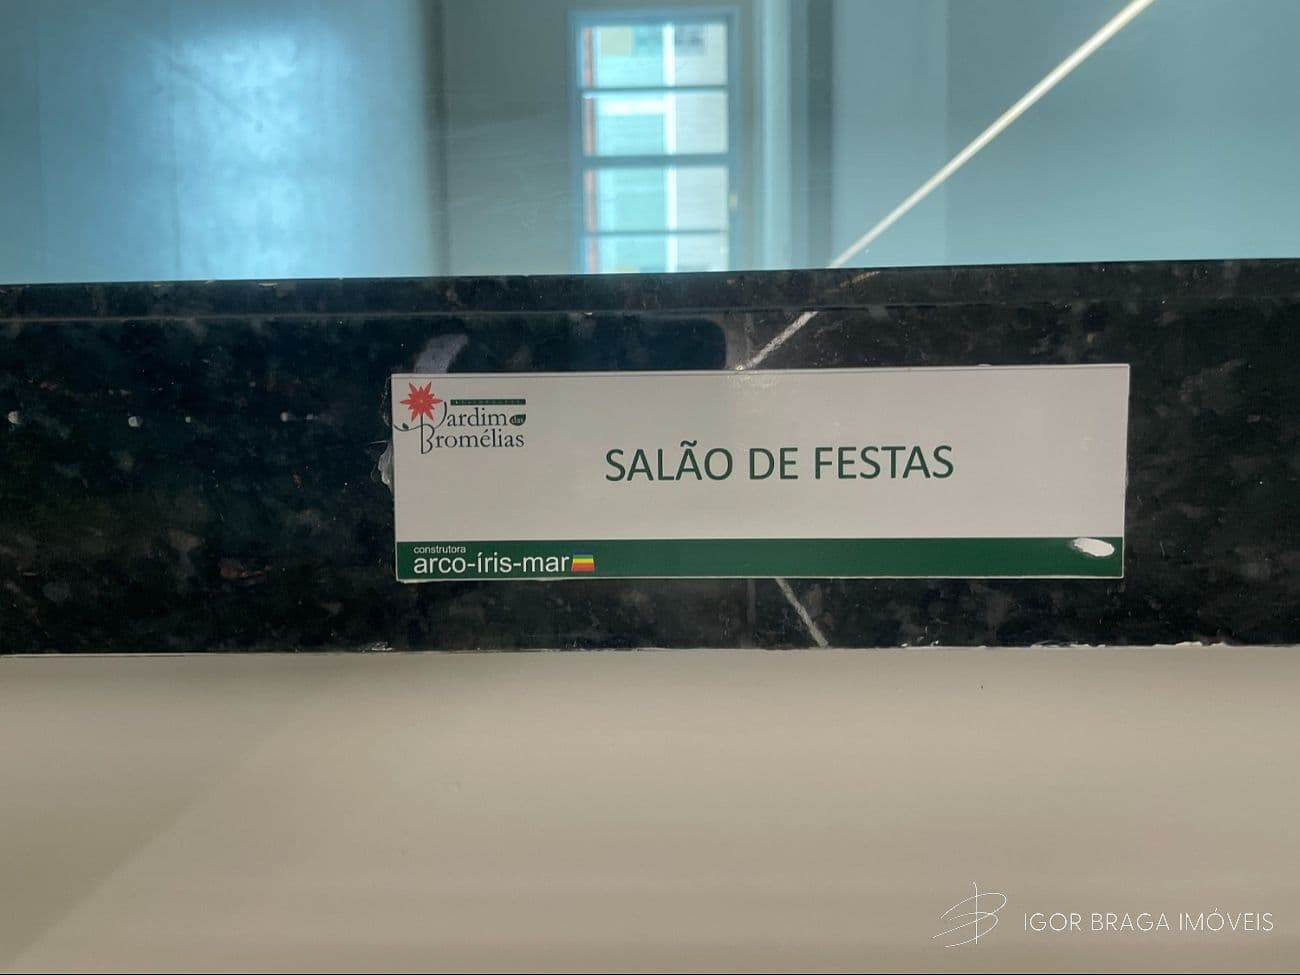 Jardim das
Bromélias
SALÃO DE FESTAS
construtora
arco-íris-mar
IGOR BRAGA IMÓVEIS